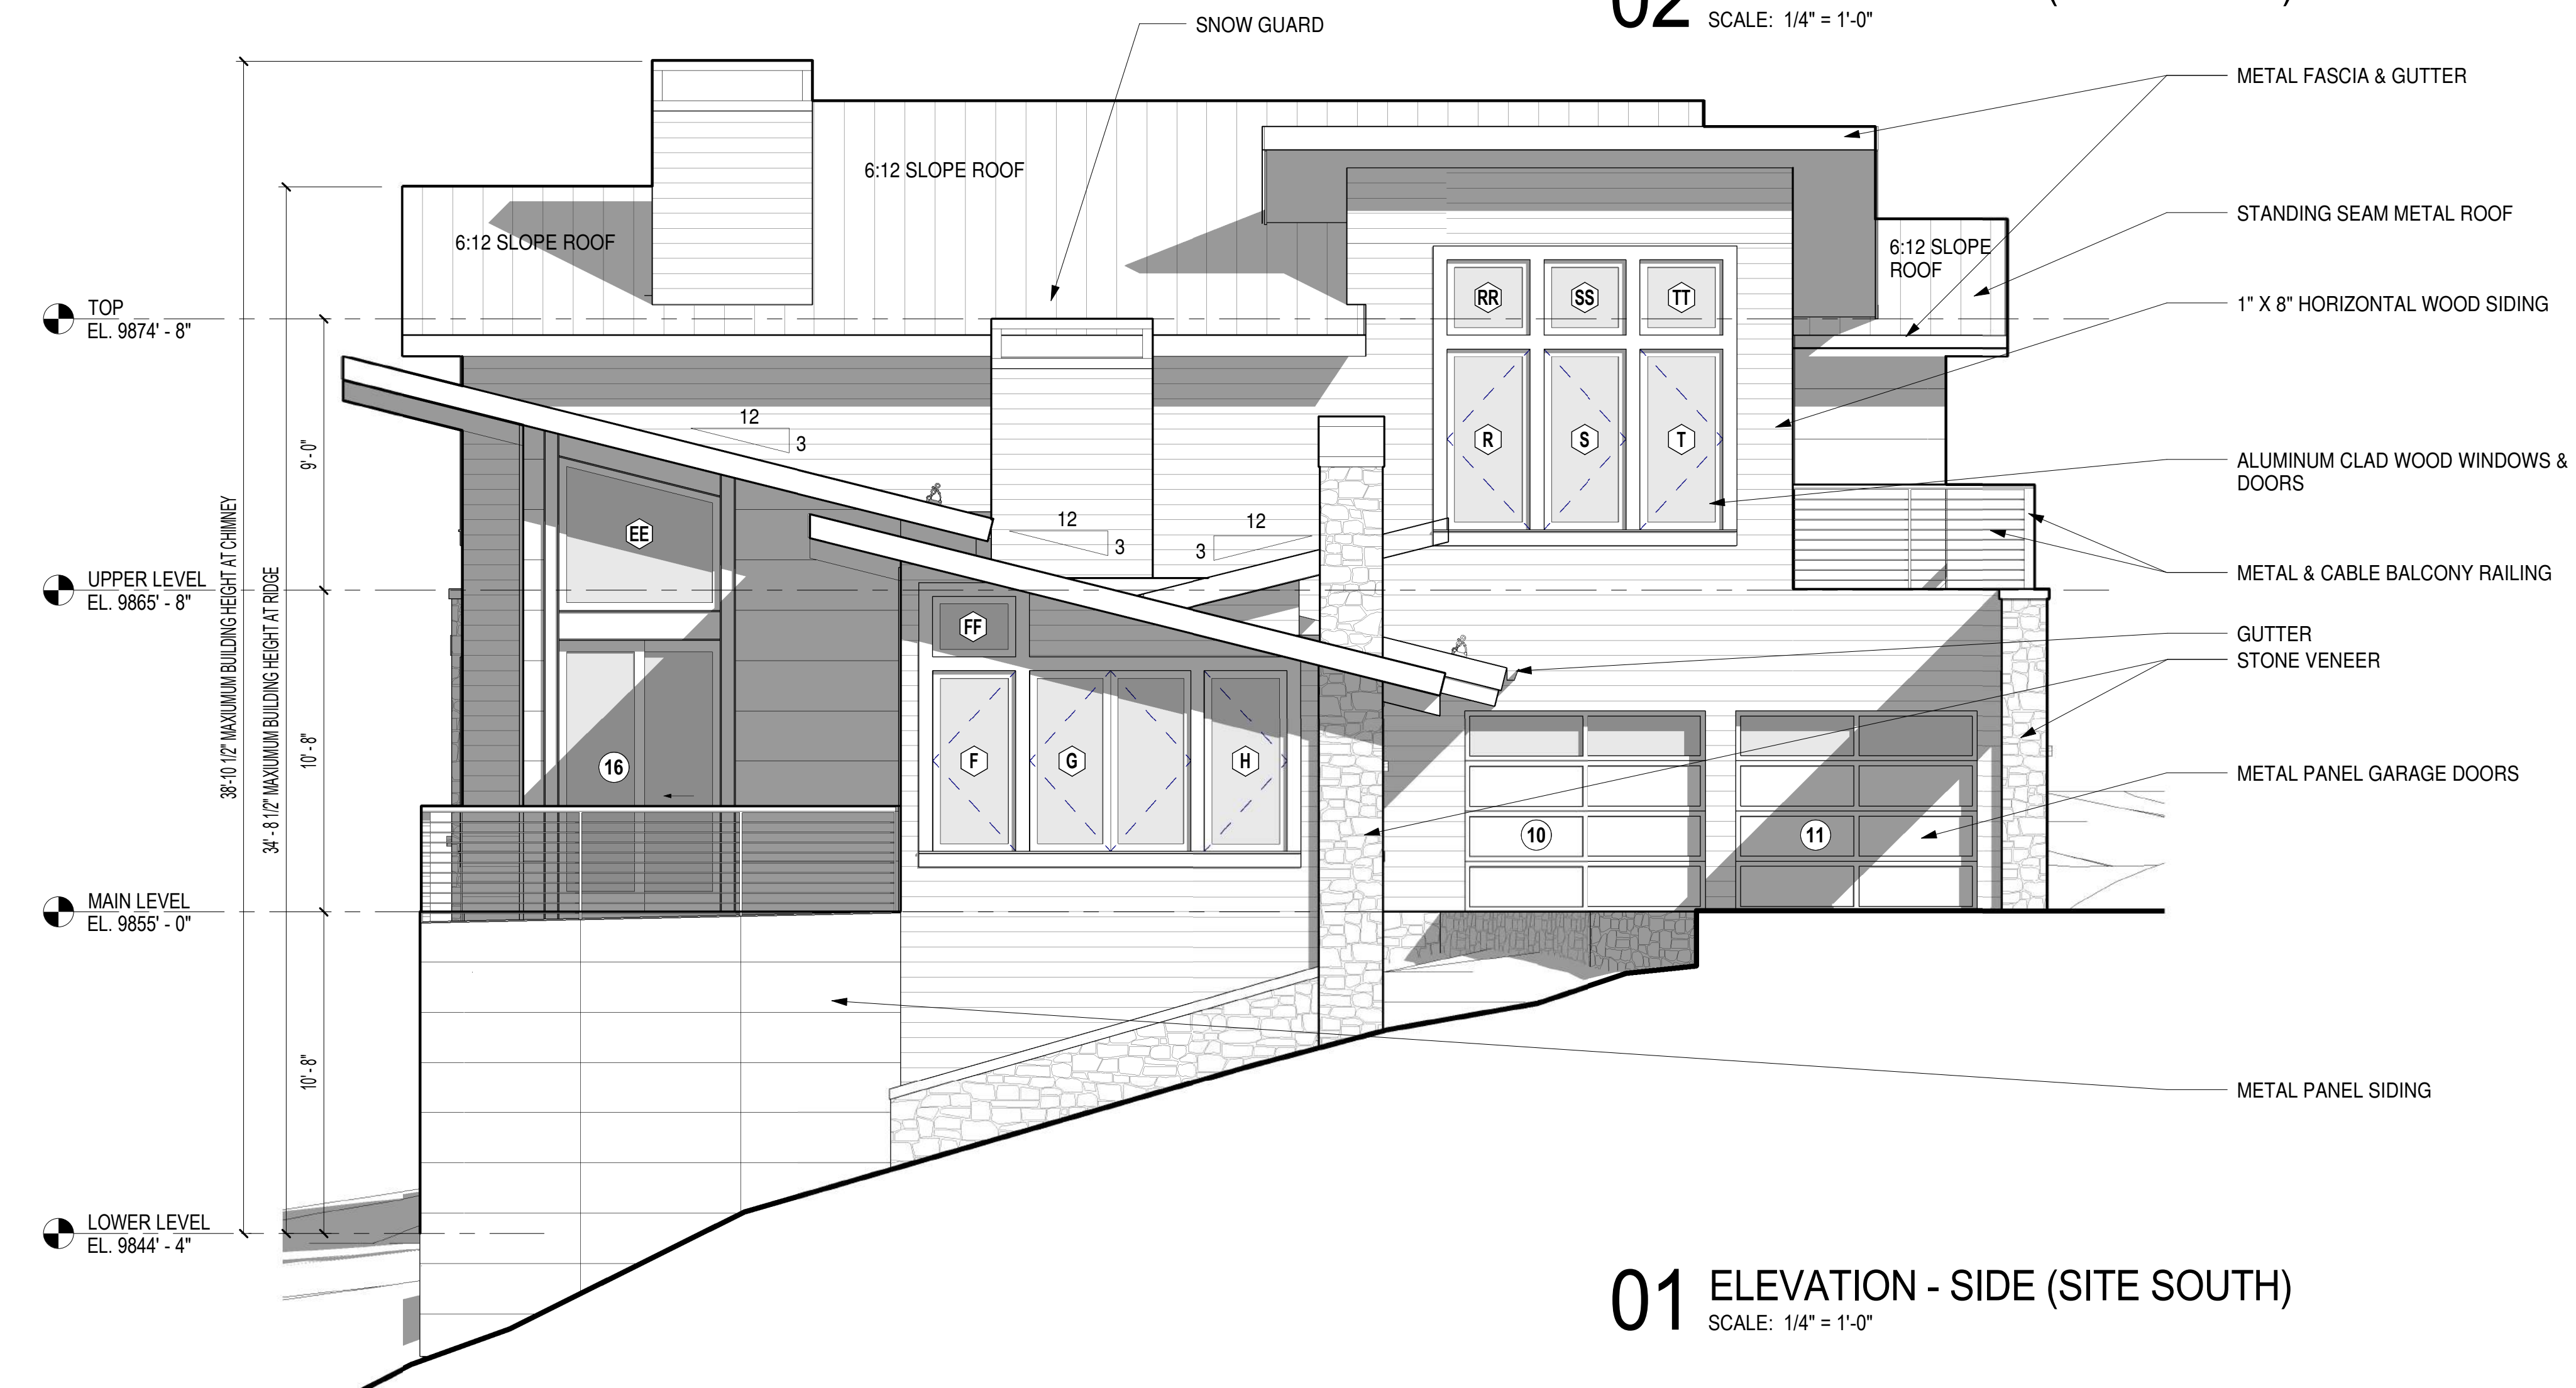 02
SCALE: 1/4" = 1'-0"
SNOW GUARD
METAL FASCIA & GUTTER
STANDING SEAM METAL ROOF
1" X 8" HORIZONTAL WOOD SIDING
ALUMINUM CLAD WOOD WINDOWS &
DOORS
METAL & CABLE BALCONY RAILING
GUTTER
STONE VENEER
METAL PANEL GARAGE DOORS
METAL PANEL SIDING
6:12 SLOPE ROOF
6:12 SLOPE ROOF
6:12 SLOPE
ROOF
TOP
EL. 9874' - 8"
UPPER LEVEL
EL. 9865' - 8"
MAIN LEVEL
EL. 9855' - 0"
LOWER LEVEL
EL. 9844' - 4"
38'-10 1/2" MAXIUMUM BUILDING HEIGHT AT CHIMNEY
34' - 8 1/2" MAXIUMUM BUILDING HEIGHT AT RIDGE
9'- 0"
10' - 8"
10' - 8"
12
3
12
3
12
3
RR
SS
TT
R
S
T
EE
FF
F
G
H
16
10
11
01
ELEVATION - SIDE (SITE SOUTH)
SCALE: 1/4" = 1'-0"